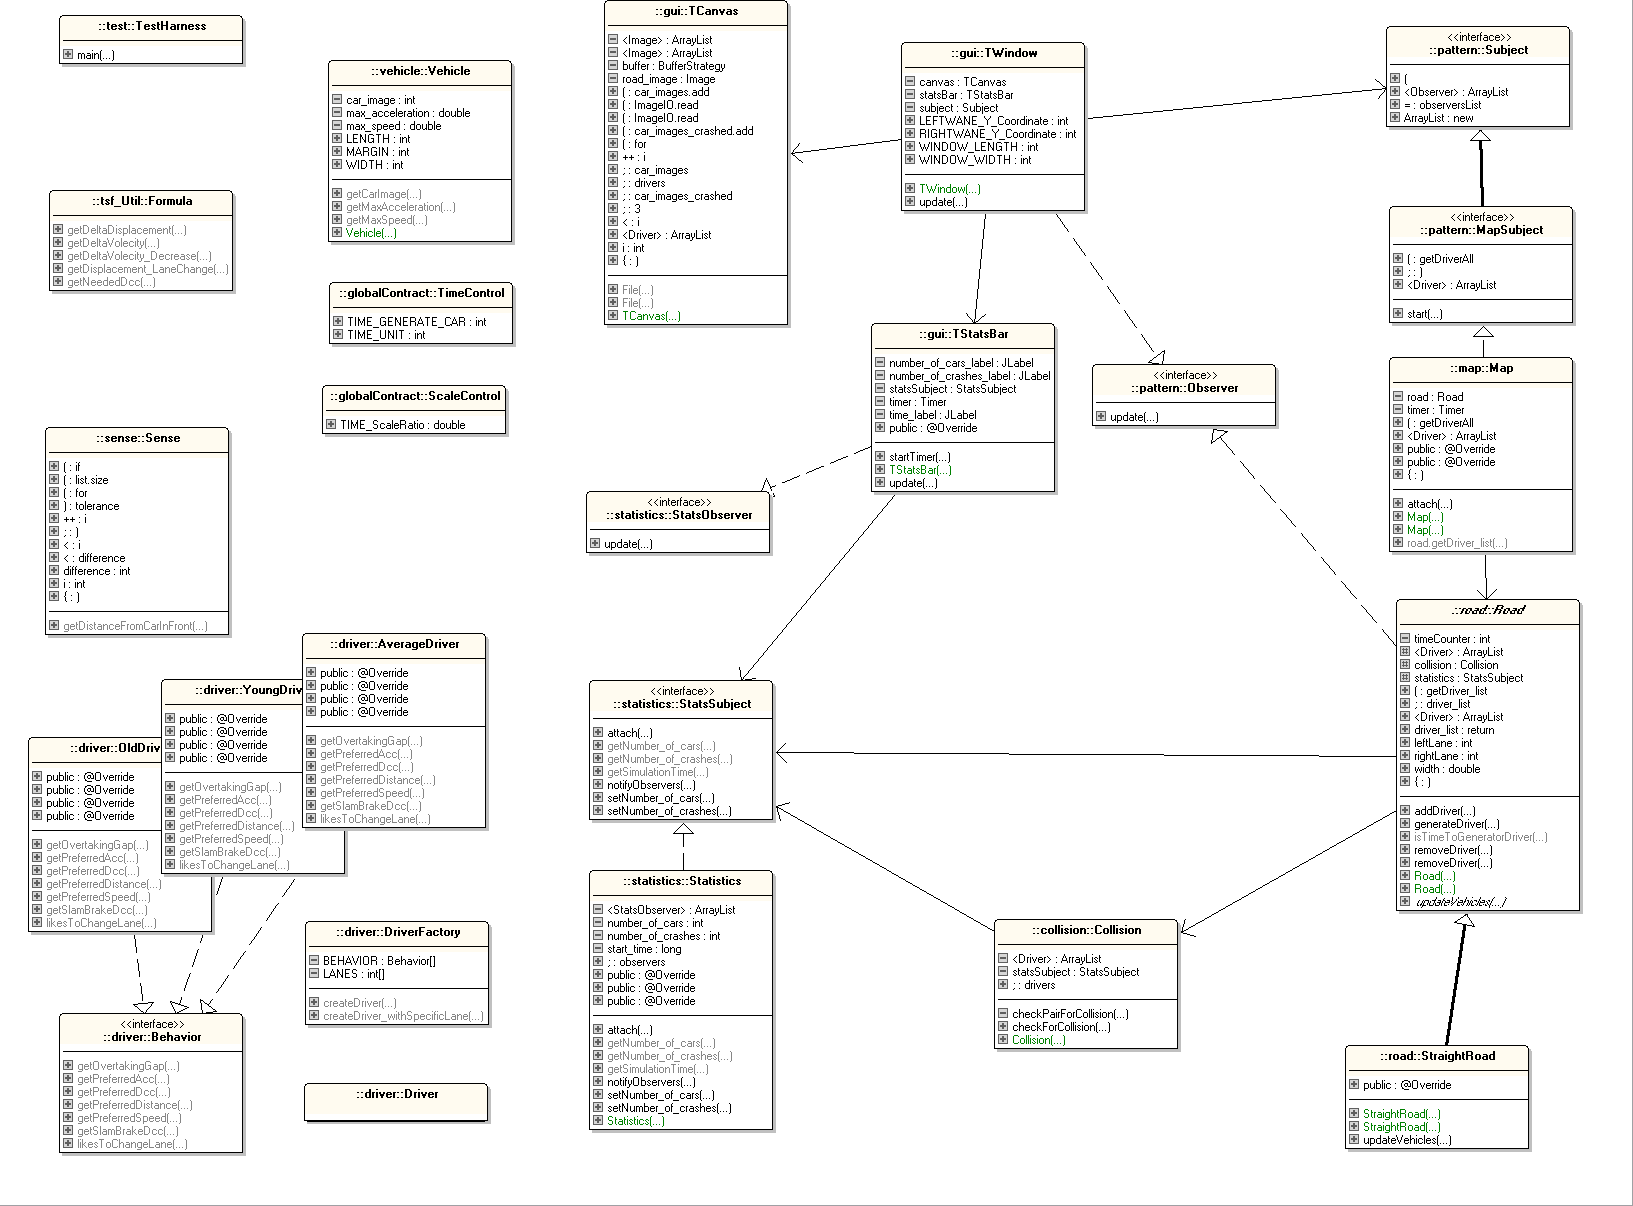 ::test::TestHarness
main(...)
::vehicle::Vehicle
car_image : int
max_acceleration : double
max_speed : double
LENGTH : int
MARGIN : int
WIDTH : int
getCarImage(...)
getMaxAcceleration(...)
getMaxSpeed(...)
Vehicle(...)
::tsf_Util::Formula
getDeltaDisplacement(...)
getDeltaVolecity(...)
getDeltaVolecity_Decrease(...)
getDisplacement_LaneChange(...)
getNeededDcc(...)
::globalContract::TimeControl
TIME_GENERATE_CAR : int
TIME_UNIT : int
::globalContract::ScaleControl
TIME_ScaleRatio : double
::sense::Sense
( : if
( : list.size
( : for
) : tolerance
++ : i
; : )
< : i
< : difference
difference : int
i : int
{ : )
getDistanceFromCarInFront(...)
::gui::TCanvas
<Image> : ArrayList
<Image> : ArrayList
buffer : BufferStrategy
road_image : Image
( : car_images.add
( : ImageIO.read
( : ImageIO.read
( : car_images_crashed.add
( : for
++ : i
; : car_images
; : drivers
; : car_images_crashed
; : 3
< : i
<Driver> : ArrayList
i : int
{ : )
File(...)
File(...)
TCanvas(...)
::gui::TWindow
canvas : TCanvas
statsBar : TStatsBar
subject : Subject
LEFTWANE_Y_Coordinate : int
RIGHTWANE_Y_Coordinate : int
WINDOW_LENGTH : int
WINDOW_WIDTH : int
TWindow(...)
update(...)
<<interface>>
::pattern::Subject
(
<Observer> : ArrayList
= : observersList
ArrayList : new
<<interface>>
::pattern::MapSubject
( : getDriverAll
; : )
<Driver> : ArrayList
start(...)
::gui::TStatsBar
number_of_cars_label : JLabel
number_of_crashes_label : JLabel
statsSubject : StatsSubject
timer : Timer
time_label : JLabel
public : @Override
startTimer(...)
TStatsBar(...)
update(...)
<<interface>>
::pattern::Observer
update(...)
::map::Map
road : Road
timer : Timer
( : getDriverAll
<Driver> : ArrayList
public : @Override
public : @Override
{ : )
attach(...)
Map(...)
Map(...)
road.getDriver_list(...)
<<interface>>
::statistics::StatsObserver
update(...)
::road::Road
timeCounter : int
<Driver> : ArrayList
collision : Collision
statistics : StatsSubject
( : getDriver_list
; : driver_list
<Driver> : ArrayList
driver_list : return
leftLane : int
rightLane : int
width : double
{ : )
addDriver(...)
generateDriver(...)
isTimeToGeneratorDriver(...)
removeDriver(...)
removeDriver(...)
Road(...)
Road(...)
updateVehicles(...)
::driver::AverageDriver
public : @Override
public : @Override
public : @Override
public : @Override
getOvertakingGap(...)
getPreferredAcc(...)
getPreferredDcc(...)
getPreferredDistance(...)
getPreferredSpeed(...)
getSlamBrakeDcc(...)
likesToChangeLane(...)
::driver::YoungDriv
public : @Override
public : @Override
public : @Override
public : @Override
getOvertakingGap(...)
getPreferredAcc(...)
getPreferredDcc(...)
getPreferredDistance(...)
getPreferredSpeed(...)
getSlamBrakeDcc(...)
likesToChangeLane(...)
::driver::OldDriv
public : @Override
public : @Override
public : @Override
public : @Override
getOvertakingGap(...)
getPreferredAcc(...)
getPreferredDcc(...)
getPreferredDistance(...)
getPreferredSpeed(...)
getSlamBrakeDcc(...)
likesToChangeLane(...)
<<interface>>
::statistics::StatsSubject
attach(...)
getNumber_of_cars(...)
getNumber_of_crashes(...)
getSimulationTime(...)
notifyObservers(...)
setNumber_of_cars(...)
setNumber_of_crashes(...)
::statistics::Statistics
<StatsObserver> : ArrayList
number_of_cars : int
number_of_crashes : int
start_time : long
; : observers
public : @Override
public : @Override
public : @Override
attach(...)
getNumber_of_cars(...)
getNumber_of_crashes(...)
getSimulationTime(...)
notifyObservers(...)
setNumber_of_cars(...)
setNumber_of_crashes(...)
Statistics(...)
::driver::DriverFactory
BEHAVIOR : Behavior[]
LANES : int[]
createDriver(...)
createDriver_withSpecificLane(...)
::collision::Collision
<Driver> : ArrayList
statsSubject : StatsSubject
; : drivers
checkPairForCollision(...)
checkForCollision(...)
Collision(...)
<<interface>>
::driver::Behavior
getOvertakingGap(...)
getPreferredAcc(...)
getPreferredDcc(...)
getPreferredDistance(...)
getPreferredSpeed(...)
getSlamBrakeDcc(...)
likesToChangeLane(...)
::driver::Driver
::road::StraightRoad
public : @Override
StraightRoad(...)
StraightRoad(...)
updateVehicles(...)